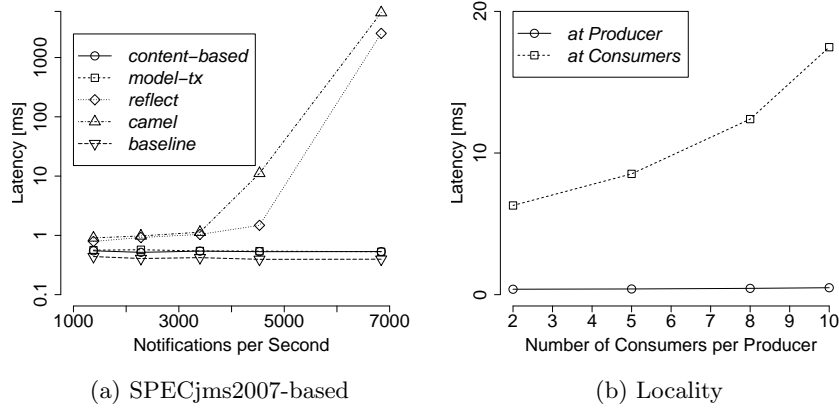 Latency [ms]
0.1
1
10
100
1000
content−based
model−tx
reflect
camel
baseline
1000 3000 5000 7000
Notifications per Second
(a) SPECjms2007-based
Latency [ms]
0
10
20
at Producer
at Consumers
2 3 4 5 6 7 8 9 10
Number of Consumers per Producer
(b) Locality